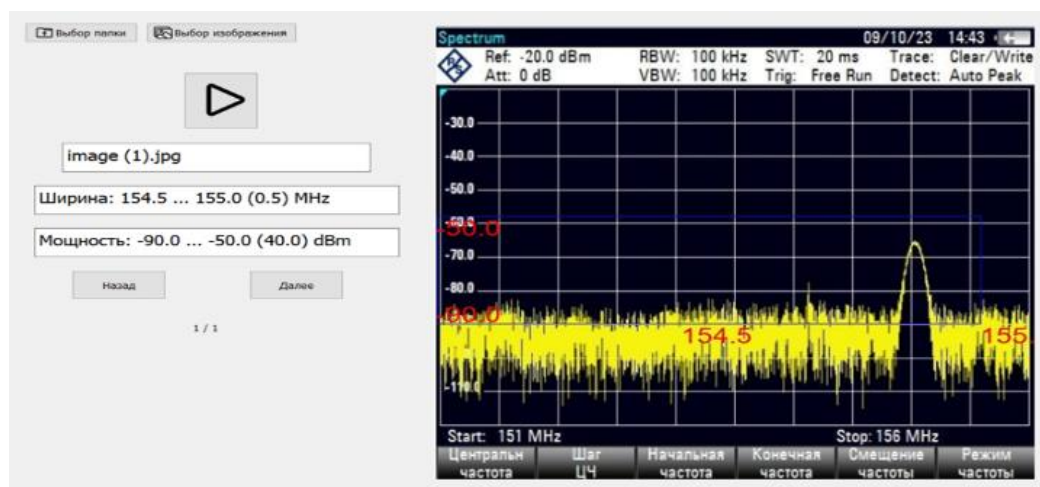 Выбор папки Выбор изображения
image (1).jpg
Ширина: 154.5 ... 155.0 (0.5) MHz
Мощность: -90.0 ... -50.0 (40.0) dBm
Назад Далее
1 / 1
Spectrum 09/10/23 14:43
Ref: -20.0 dBm RBW: 100 kHz SWT: 20 ms Trace: Clear/Write
Att: 0 dB VBW: 100 kHz Trig: Free Run Detect: Auto Peak
-30.0
-40.0
-50.0
-50.0
-70.0
-80.0
-90.0
154.5 155.
-110.0
Start: 151 MHz Stop: 156 MHz
Центральн Шаг Начальная Конечная Смещение Режим
частота ЦЧ частота частота частоты частоты